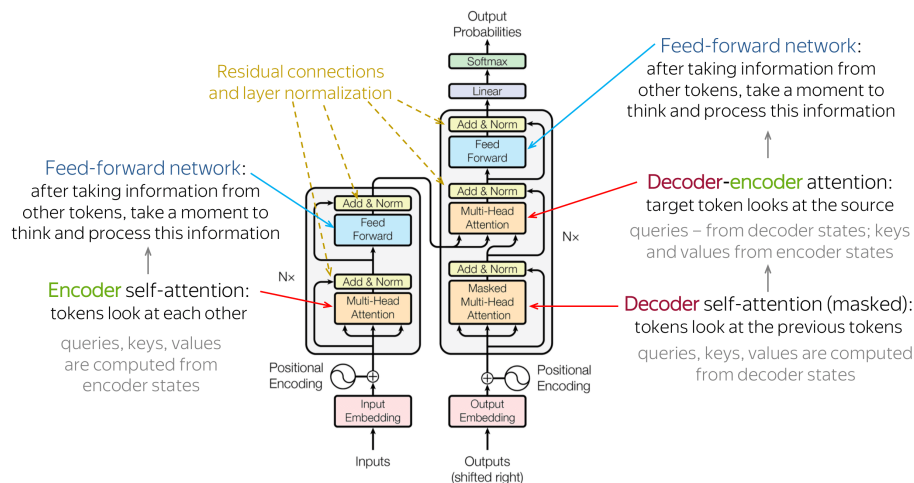 Output
Probabilities
Softmax
Linear
Add & Norm
Feed
Forward
Add & Norm
Multi-Head
Attention
Add & Norm
Masked
Multi-Head
Attention
Nx
Positional
Encoding
Output
Embedding
Outputs
(shifted right)
Residual connections
and layer normalization
Add & Norm
Feed
Forward
Nx
Add & Norm
Multi-Head
Attention
Positional
Encoding
Input
Embedding
Inputs
Feed-forward network:
after taking information from
other tokens, take a moment to
think and process this information
Encoder self-attention:
tokens look at each other
queries, keys, values
are computed from
encoder states
Feed-forward network:
after taking information from
other tokens, take a moment to
think and process this information
Decoder-encoder attention:
target token looks at the source
queries – from decoder states; keys
and values from encoder states
Decoder self-attention (masked):
tokens look at the previous tokens
queries, keys, values are computed
from decoder states